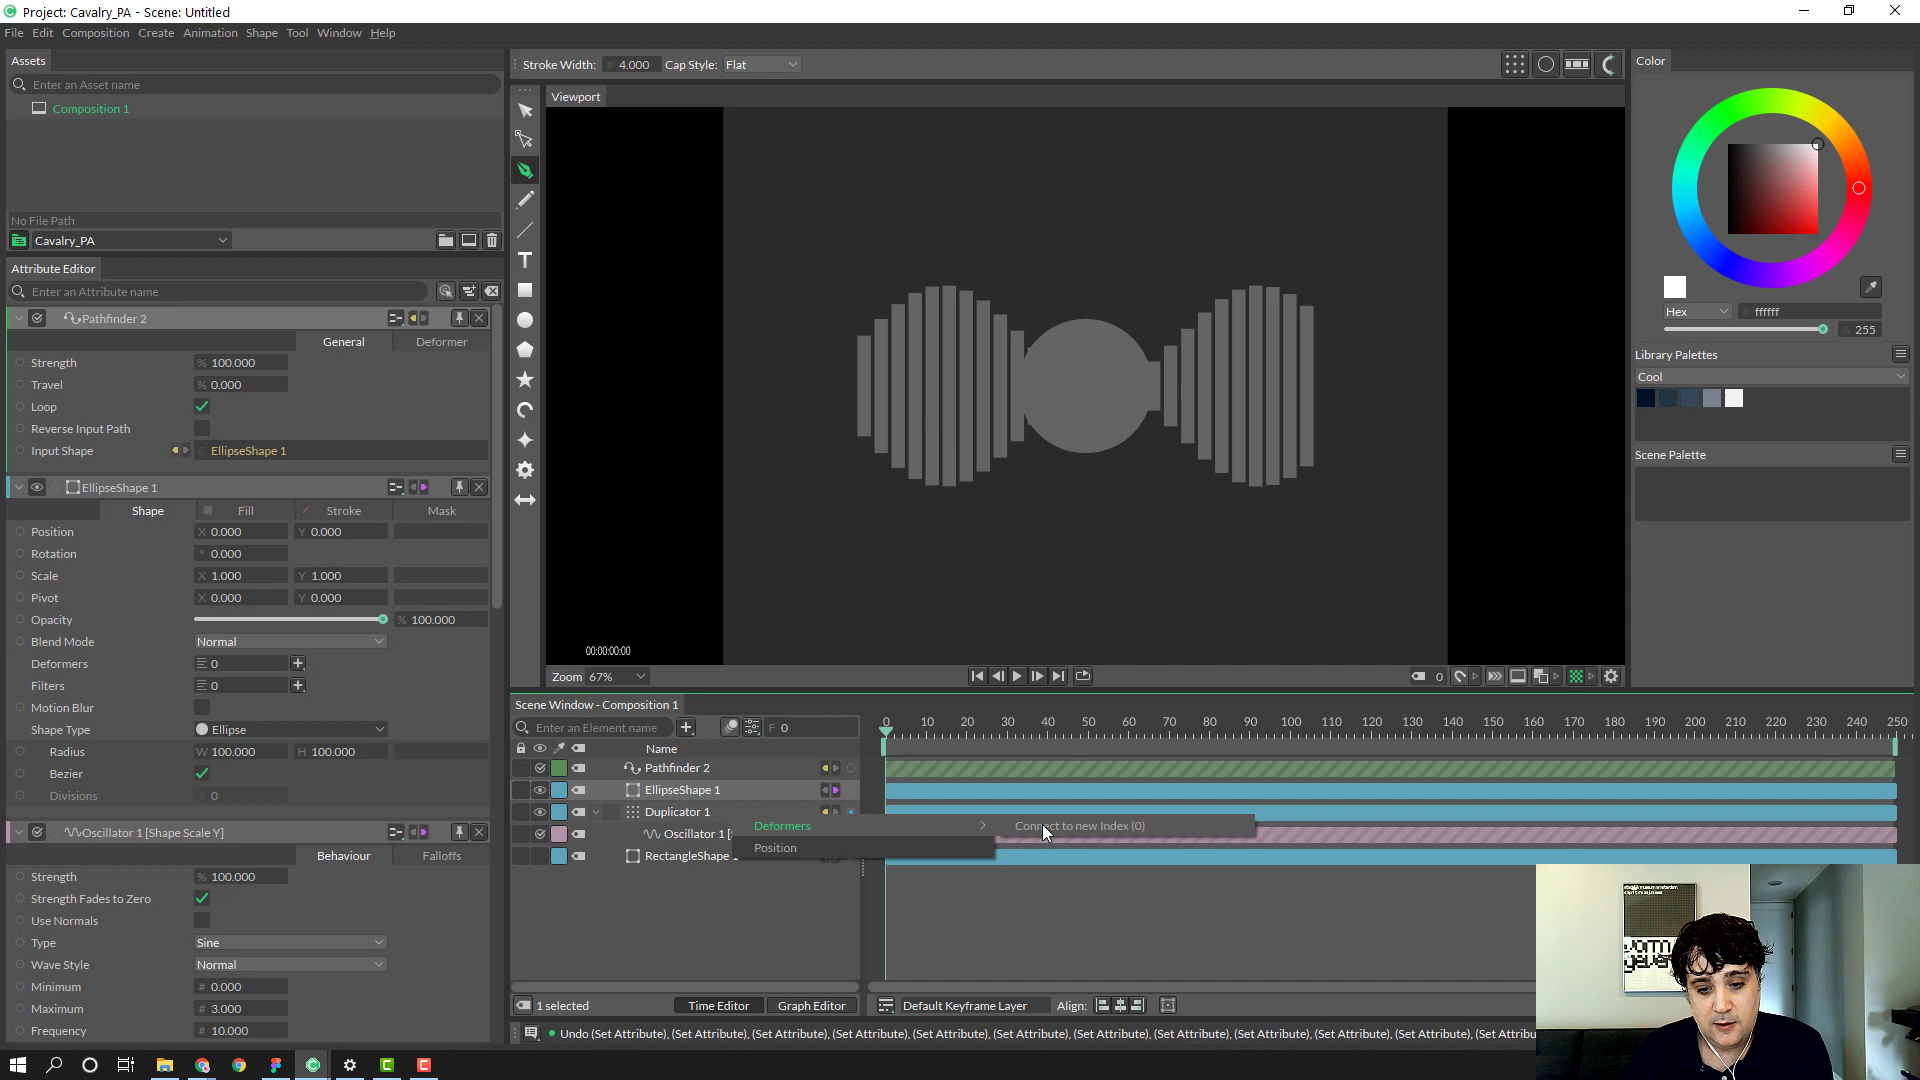 Project: Cavalry_PA - Scene: Untitled
File Edit Composition Create Animation Shape Tool Window Help
Assets
Enter an Asset name
Composition 1
No File Path
Cavalry_PA
Attribute Editor
Enter an Attribute name
Pathfinder 2
General Deformer
Strength % 100.000
Travel % 0.000
Loop
Reverse Input Path
Input Shape EllipseShape 1
EllipseShape 1
Shape Fill Stroke Mask
Position X 0.000 Y 0.000
Rotation ° 0.000
Scale X 1.000 Y 1.000
Pivot X 0.000 Y 0.000
Opacity % 100.000
Blend Mode Normal
Deformers 0
Filters 0
Motion Blur
Shape Type Ellipse
Radius W 100.000 H 100.000
Bezier
Divisions 0
Oscillator 1 [Shape Scale Y]
Behaviour Falloffs
Strength % 100.000
Strength Fades to Zero
Use Normals
Type Sine
Wave Style Normal
Minimum # 0.000
Maximum # 3.000
Frequency # 10.000
Stroke Width: # 4.000 Cap Style: Flat
Viewport
00:00:00:00
Zoom 67%
0
Scene Window - Composition 1
Enter an Element name F 0
0 10 20 30 40 50 60 70 80 90 100 110 120 130 140 150 160 170 180 190 200 210 220 230 240 250
Name
Pathfinder 2
EllipseShape 1
Duplicator 1
Oscillator 1 [
RectangleShape
Deformers
Position
Connect to new Index (0)
1 selected Time Editor Graph Editor Default Keyframe Layer Align:
Undo (Set Attribute), (Set Attribute), (Set Attribute), (Set Attribute), (Set Attribute), (Set Attribute), (Set Attribute), (Set Attribute), (Set Attribute), (Set Attribute), (Set Attribute), (Set Attribute),
Color
Hex # ffffff
A 255
Library Palettes
Cool
Scene Palette